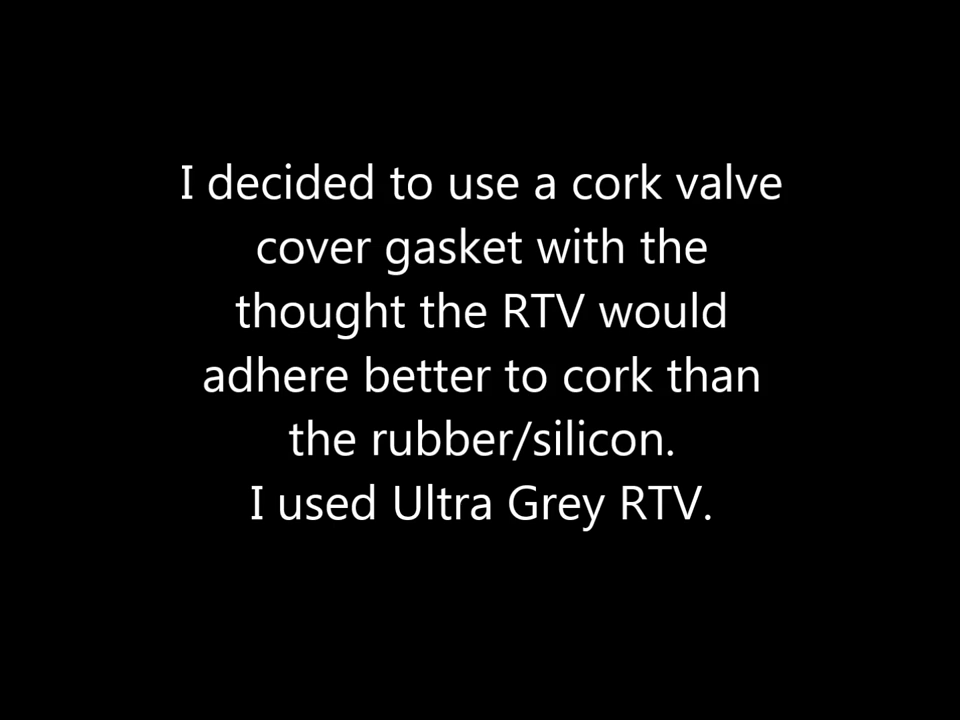 I decided to use a cork valve
cover gasket with the
thought the RTV would
adhere better to cork than
the rubber/silicon.
I used Ultra Grey RTV.